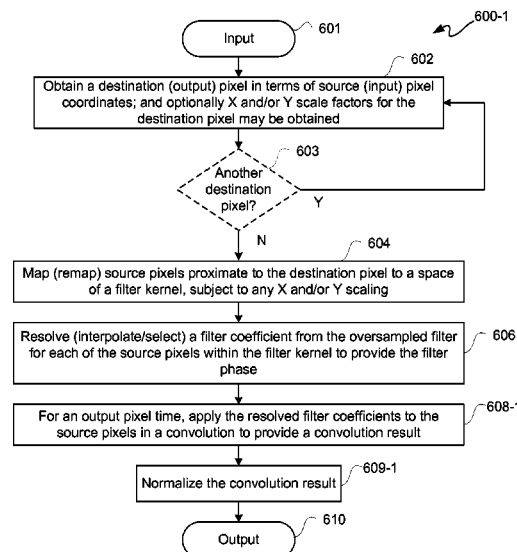 600-1
Input
601
602
Obtain a destination (output) pixel in terms of source (input) pixel
coordinates; and optionally X and/or Y scale factors for the
destination pixel may be obtained
603
Another
destination
pixel?
Y
N
604
Map (remap) source pixels proximate to the destination pixel to a space
of a filter kernel, subject to any X and/or Y scaling
Resolve (interpolate/select) a filter coefficient from the oversampled filter
for each of the source pixels within the filter kernel to provide the filter
phase
606
For an output pixel time, apply the resolved filter coefficients to the
source pixels in a convolution to provide a convolution result
608-1
609-1
Normalize the convolution result
610
Output